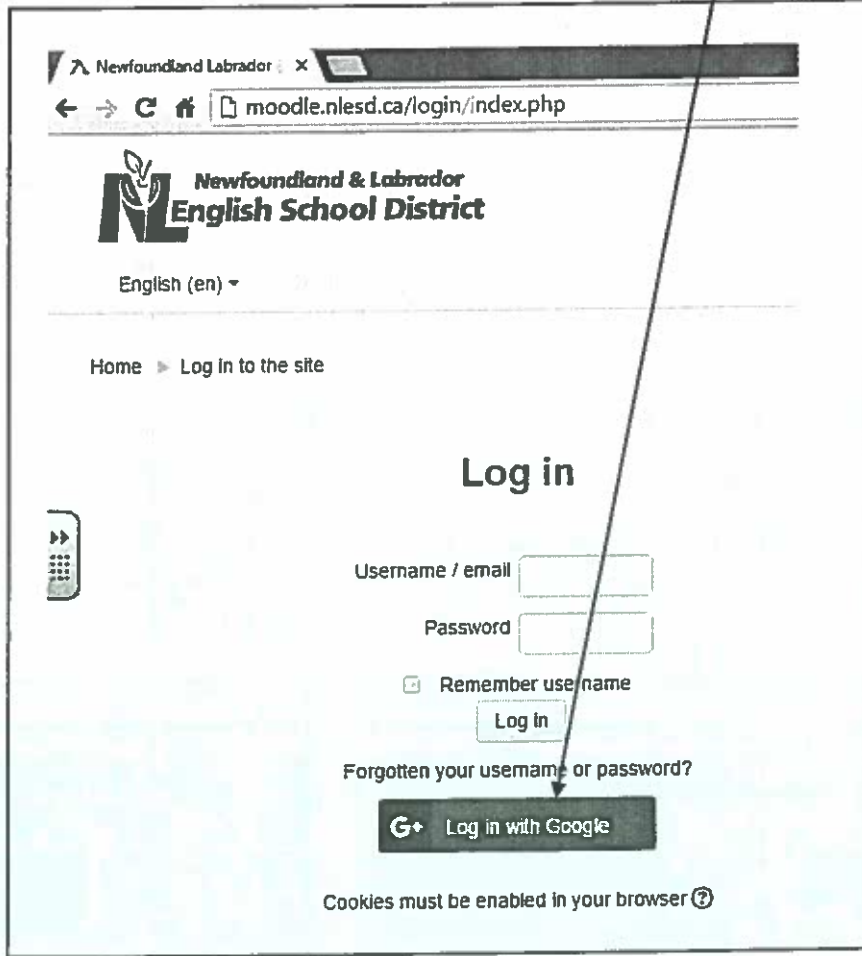 Newfoundland Labrador
moodle.nlesd.ca/login/index.php
Newfoundland & Labrador
NL English School District
English (en)
Home Log in to the site
Log in
Username / email
Password
Remember username
Log in
Forgotten your username or password?
G+ Log in with Google
Cookies must be enabled in your browser ?